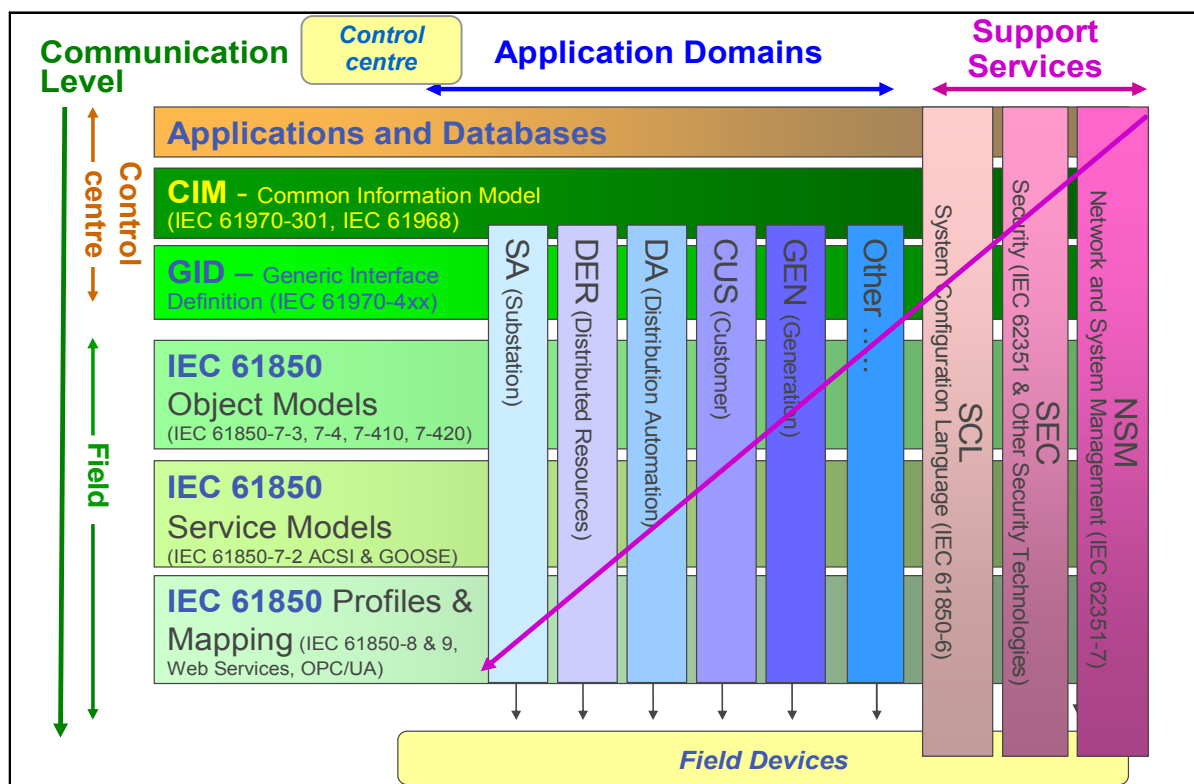 Communication
Level
Control
centre
Application Domains
Support
Services
Control
centre
Field
Applications and Databases
CIM - Common Information Model
(IEC 61970-301, IEC 61968)
GID – Generic Interface
Definition (IEC 61970-4xx)
IEC 61850
Object Models
(IEC 61850-7-3, 7-4, 7-410, 7-420)
IEC 61850
Service Models
(IEC 61850-7-2 ACSI & GOOSE)
IEC 61850 Profiles &
Mapping (IEC 61850-8 & 9,
Web Services, OPC/UA)
SA (Substation)
DER (Distributed Resources)
DA (Distribution Automation)
CUS (Customer)
GEN (Generation)
Other …..
SCL
System Configuration Language (IEC 61850-6)
SEC
Security (IEC 62351 & Other Security Technologies)
NSM
Network and System Management (IEC 62351-7)
Field Devices